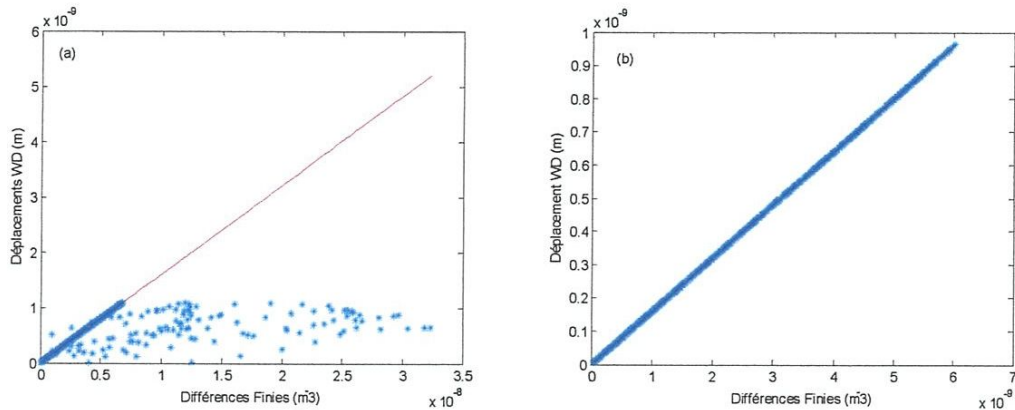 x 10⁻⁹
6
5
4
3
2
1
0
(a)
Déplacements WD (m)
0 0.5 1 1.5 2 2.5 3 3.5
Différences Finies (m⁻3)
x 10⁻⁸
x 10⁻⁹
1
0.9
0.8
0.7
0.6
0.5
0.4
0.3
0.2
0.1
0
(b)
Déplacement WD (m)
0 1 2 3 4 5 6 7
Différences Finies (m⁻3)
x 10⁻⁹